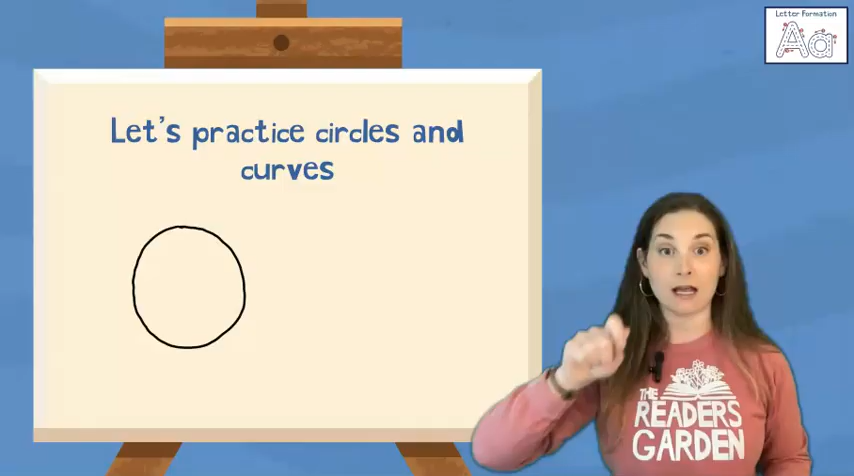 Letter Formation
Aa
Let's practice circles and
curves
THE
READERS
GARDEN